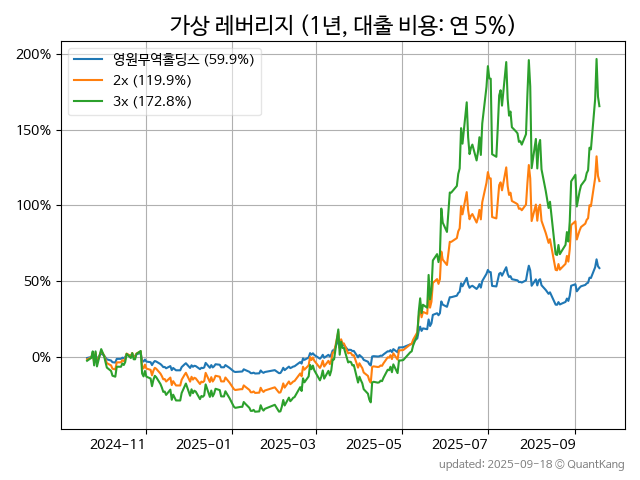 가상 레버리지 (1년, 대출 비용: 연 5%)
영원무역홀딩스 (59.9%)
2x (119.9%)
3x (172.8%)
200%
150%
100%
50%
0%
2024-11 2025-01 2025-03 2025-05 2025-07 2025-09
updated: 2025-09-18 © QuantKang